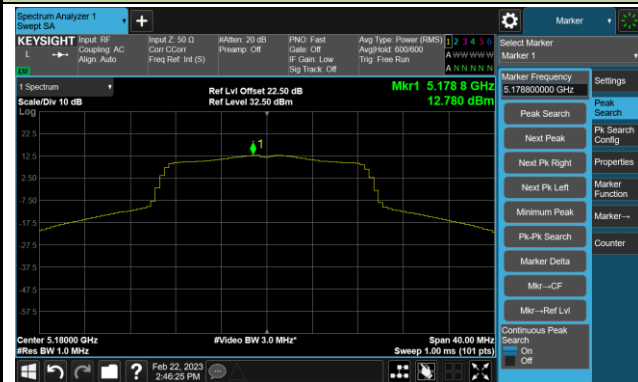 Spectrum Analyzer 1
Swept SA
Marker
KEYSIGHT
L
LXI
Input: RF
Coupling: AC
Align: Auto
Input Z: 50 Ω
Corr CCorr
Freq Ref: Int (S)
#Atten: 20 dB
Preamp: Off
PNO: Fast
Gate: Off
IF Gain: Low
Sig Track: Off
Avg Type: Power (RMS)
Avg|Hold: 600/600
Trig: Free Run
1 2 3 4 5 6
A W W W W W
A N N N N N
Select Marker
Marker 1
1 Spectrum
Scale/Div 10 dB
Log
Ref Lvl Offset 22.50 dB
Ref Level 32.50 dBm
Mkr1 5.178 8 GHz
12.780 dBm
22.5
12.5
2.50
-7.50
-17.5
-27.5
-37.5
-47.5
-57.5
1
Center 5.18000 GHz
#Res BW 1.0 MHz
#Video BW 3.0 MHz*
Span 40.00 MHz
Sweep 1.00 ms (101 pts)
Marker Frequency
5.178800000 GHz
Peak Search
Next Peak
Next Pk Right
Next Pk Left
Minimum Peak
Pk-Pk Search
Marker Delta
Mkr→CF
Mkr→Ref Lvl
Continuous Peak
Search
On
Off
Settings
Peak
Search
Pk Search
Config
Properties
Marker
Function
Marker→
Counter
?
Feb 22, 2023
2:46:25 PM